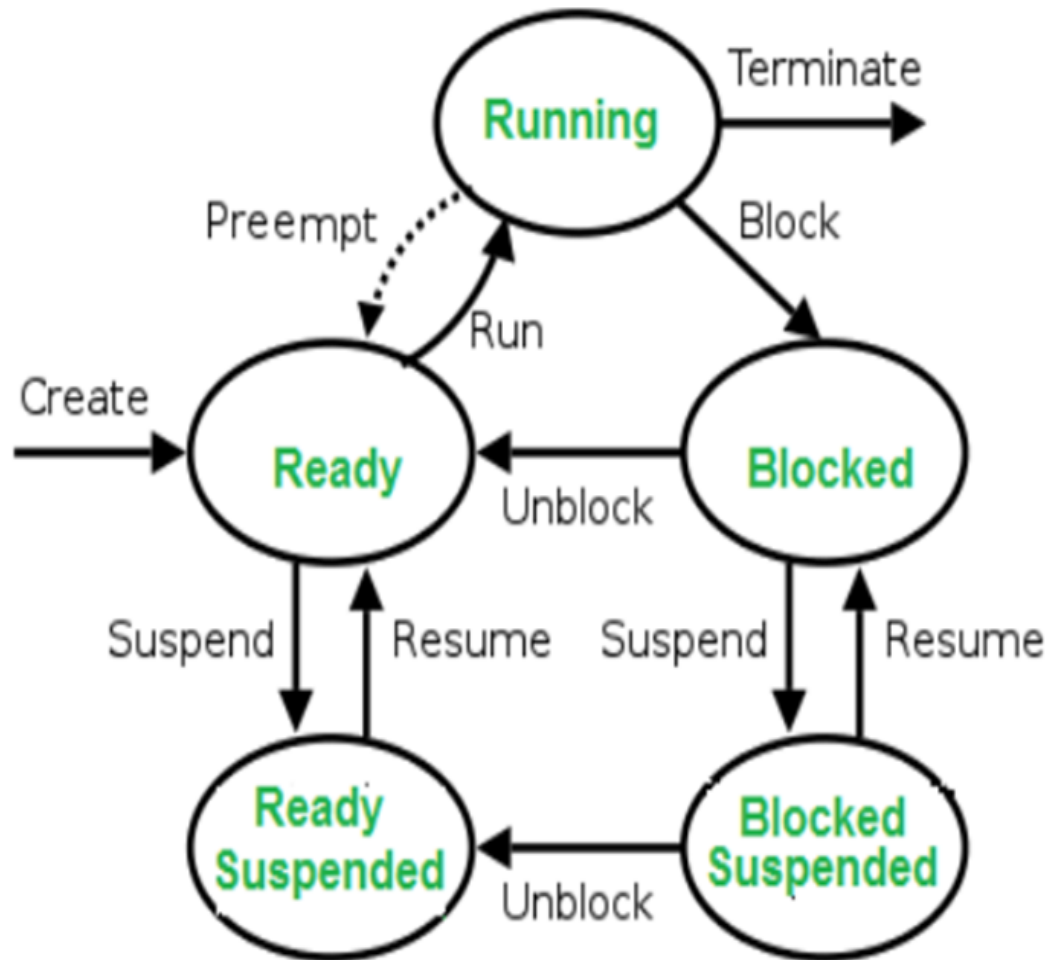 Terminate
Running
Preempt
Block
Run
Create
Ready
Blocked
Unblock
Suspend
Resume
Suspend
Resume
Ready
Suspended
Blocked
Suspended
Unblock